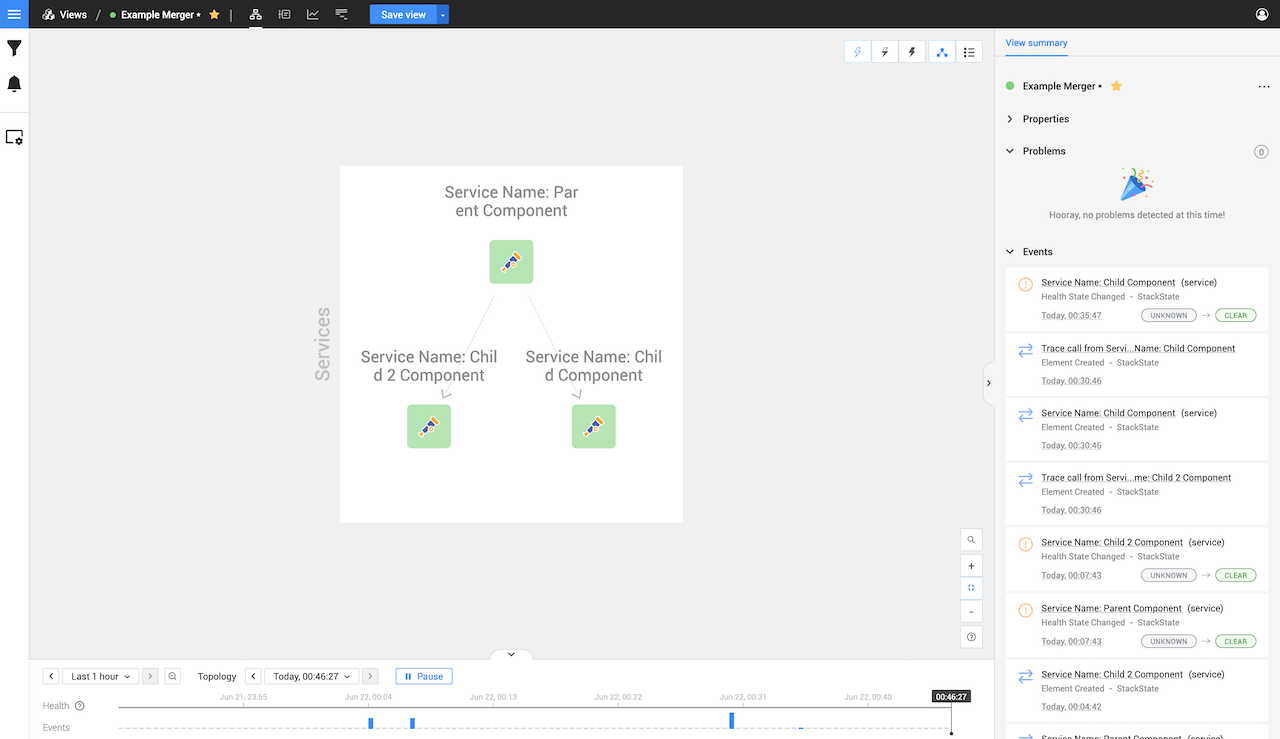 Views / Example Merger •
Save view
Service Name: Par
ent Component
Services
Service Name: Chil
d 2 Component
Service Name: Chil
d Component
+
-
Last 1 hour
Topology
Today, 00:46:27
Pause
Jun 21, 23:55
Jun 22, 00:04
Jun 22, 00:13
Jun 22, 00:22
Jun 22, 00:31
Jun 22, 00:40
00:46:27
Health
Events
View summary
Example Merger •
Properties
Problems
0
Hooray, no problems detected at this time!
Events
Service Name: Child Component (service)
Health State Changed - StackState
Today, 00:35:47 UNKNOWN → CLEAR
Trace call from Servi...Name: Child Component
Element Created - StackState
Today, 00:30:46
Service Name: Child Component (service)
Element Created - StackState
Today, 00:30:46
Trace call from Servi...me: Child 2 Component
Element Created - StackState
Today, 00:30:46
Service Name: Child 2 Component (service)
Health State Changed - StackState
Today, 00:07:43 UNKNOWN → CLEAR
Service Name: Parent Component (service)
Health State Changed - StackState
Today, 00:07:43 UNKNOWN → CLEAR
Service Name: Child 2 Component (service)
Element Created - StackState
Today, 00:04:42
Service Name: Parent Component (service)